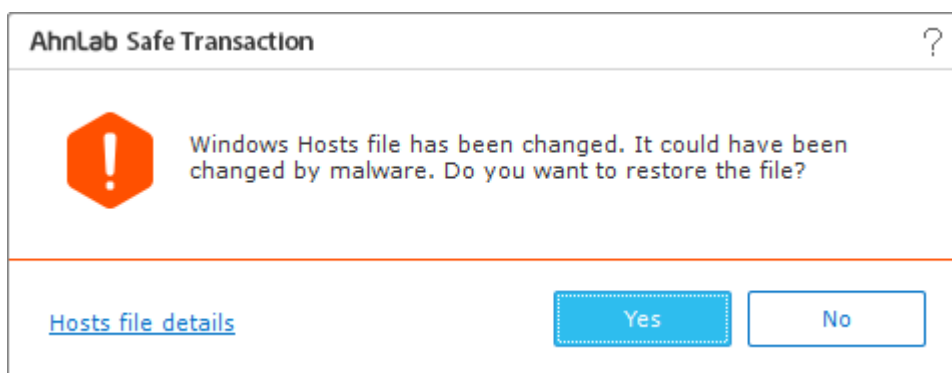 AhnLab Safe Transaction
?
Windows Hosts file has been changed. It could have been
changed by malware. Do you want to restore the file?
Hosts file details
Yes
No